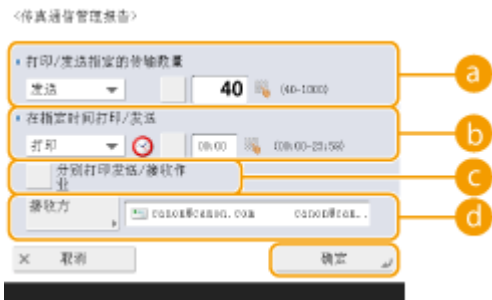 <传真通信管理报告>
打印/发送指定的传输数量
a
发送
40
(40-1000)
在指定时间打印/发送
b
打印
00:00
(00:00-23:59)
分别打印发送/接收作
业
c
接收方
canon@canon.com
canon@can..
d
× 取消
确定